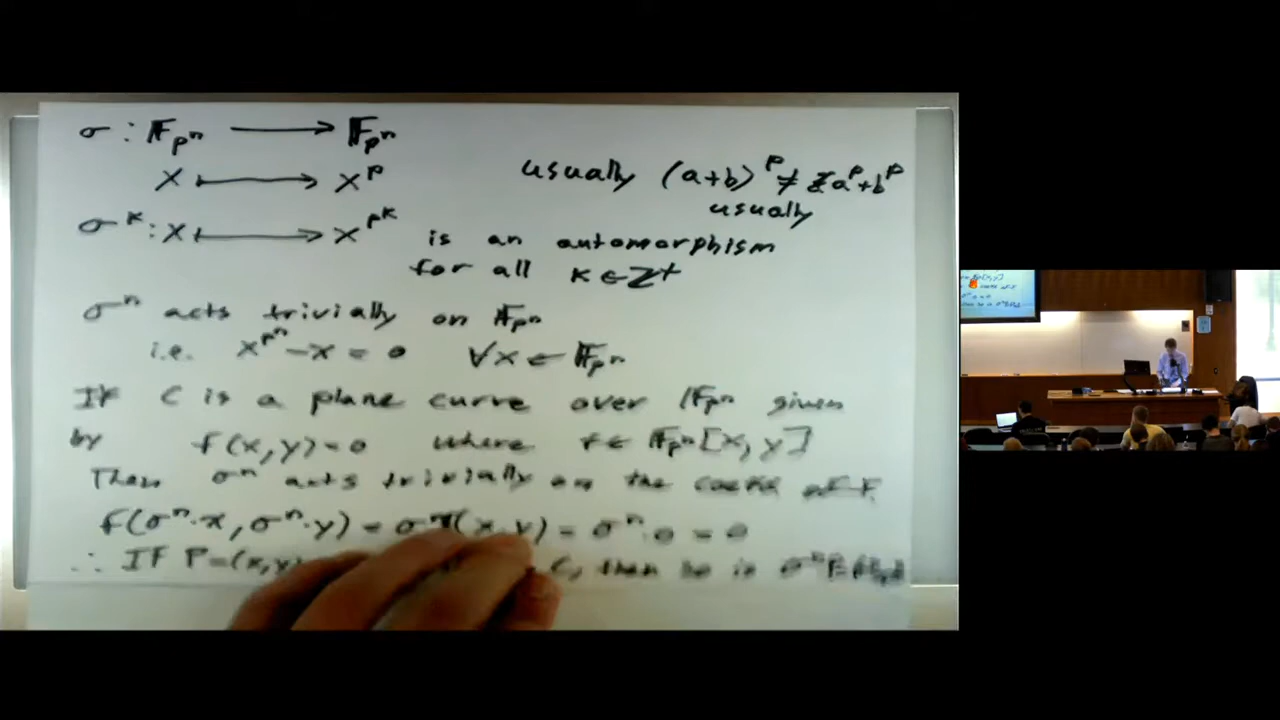 σ : 𝔽_{p^n} ⟶ 𝔽_{p^n}
x ⟼ x^p
usually (a+b)^p ≠ a^p + b^p
usually
σ^k : x ⟼ x^{p^k} is an automorphism
for all k ∈ ℤ^+
σ^n acts trivially on 𝔽_{p^n}
i.e. x^{p^n} - x = 0 ∀x ∈ 𝔽_{p^n}
If C is a plane curve over 𝔽_{p^n} given
by f(x,y) = 0 where f ∈ 𝔽_{p^n}[x,y]
Then σ^n acts trivially on the coeffs of f.
f(σ^n·x, σ^n·y) = σ^n f(x,y) = σ^n·0 = 0
∴ If P=(x,y) C, then so is σ^n P